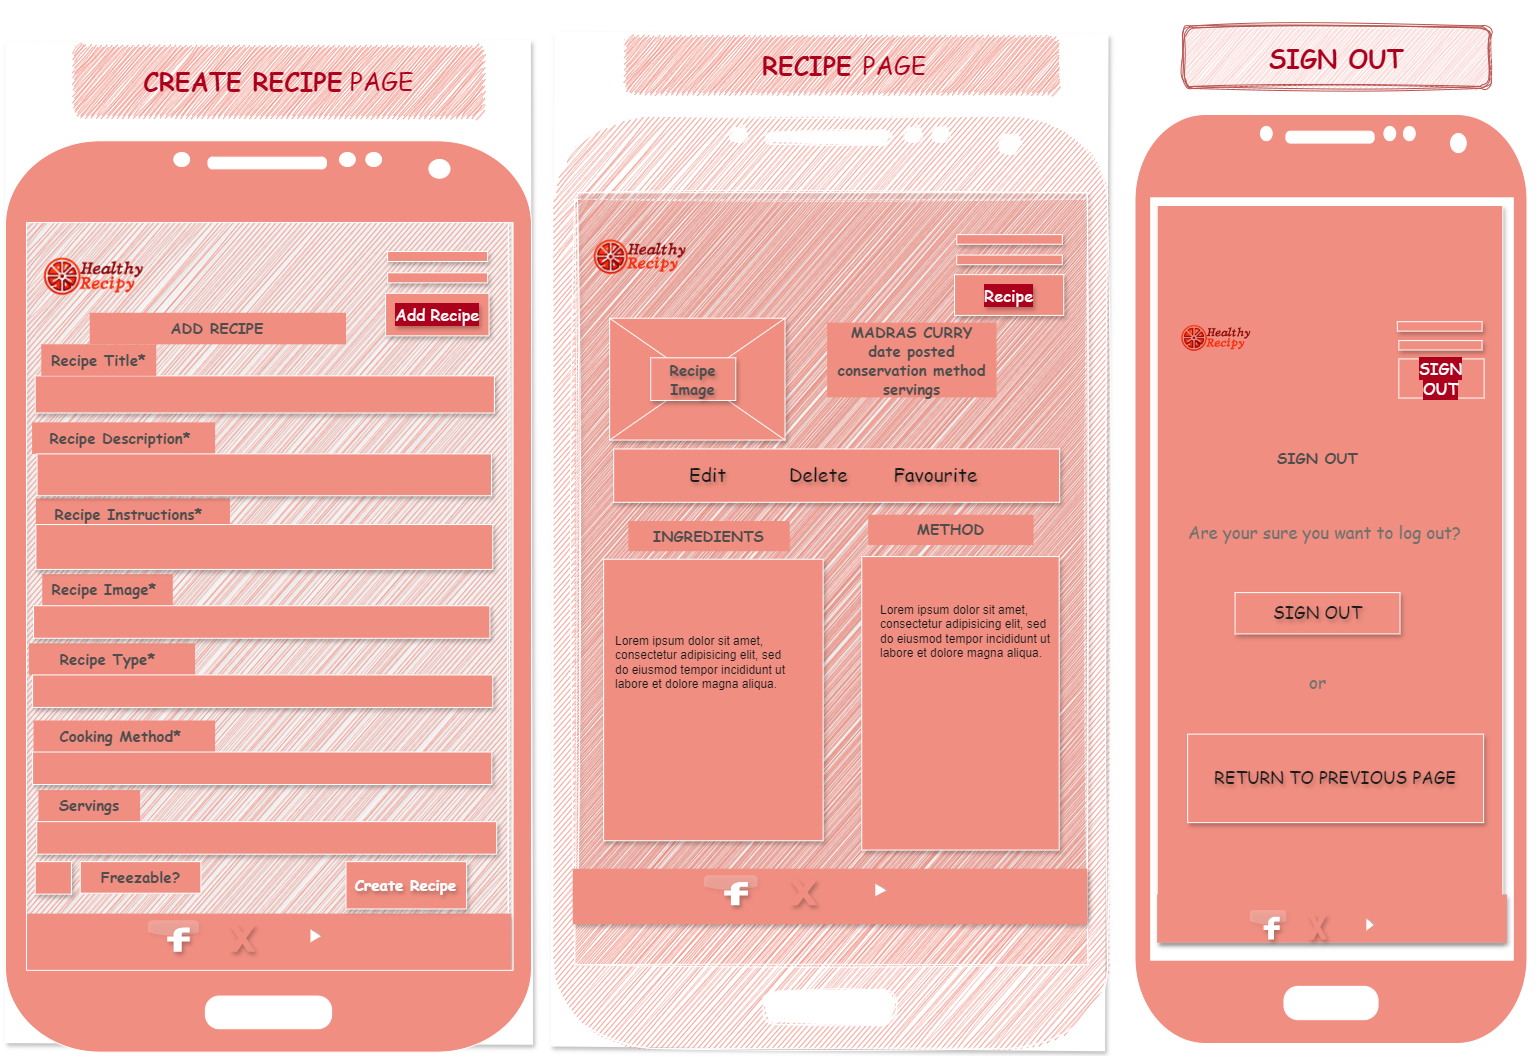 CREATE RECIPE PAGE
Healthy
Recipy
Add Recipe
ADD RECIPE
Recipe Title*
Recipe Description*
Recipe Instructions*
Recipe Image*
Recipe Type*
Cooking Method*
Servings
Freezable?
Create Recipe
f X
RECIPE PAGE
Healthy
Recipy
Recipe
Recipe
Image
MADRAS CURRY
date posted
conservation method
servings
Edit Delete Favourite
INGREDIENTS
Lorem ipsum dolor sit amet,
consectetur adipisicing elit, sed
do eiusmod tempor incididunt ut
labore et dolore magna aliqua.
METHOD
Lorem ipsum dolor sit amet,
consectetur adipisicing elit, sed
do eiusmod tempor incididunt ut
labore et dolore magna aliqua.
f X
SIGN OUT
Healthy
Recipy
SIGN
OUT
SIGN OUT
Are your sure you want to log out?
SIGN OUT
or
RETURN TO PREVIOUS PAGE
f X